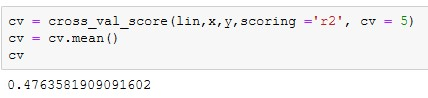 cv = cross_val_score(lin,x,y,scoring ='r2', cv = 5)
cv = cv.mean()
cv
0.4763581909091602